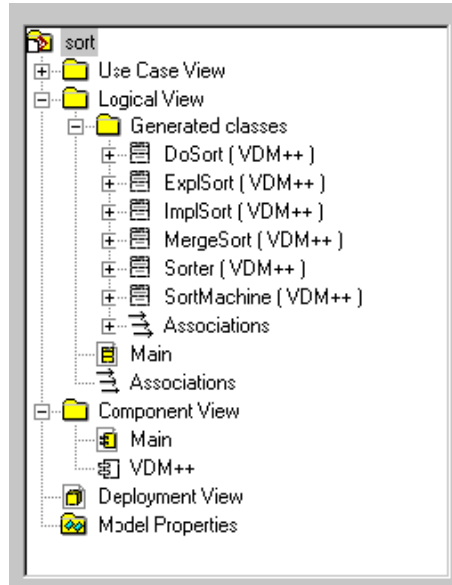 sort
Use Case View
Logical View
Generated classes
DoSort ( VDM++ )
ExplSort ( VDM++ )
ImplSort ( VDM++ )
MergeSort ( VDM++ )
Sorter ( VDM++ )
SortMachine ( VDM++ )
Associations
Main
Associations
Component View
Main
VDM++
Deployment View
Model Properties